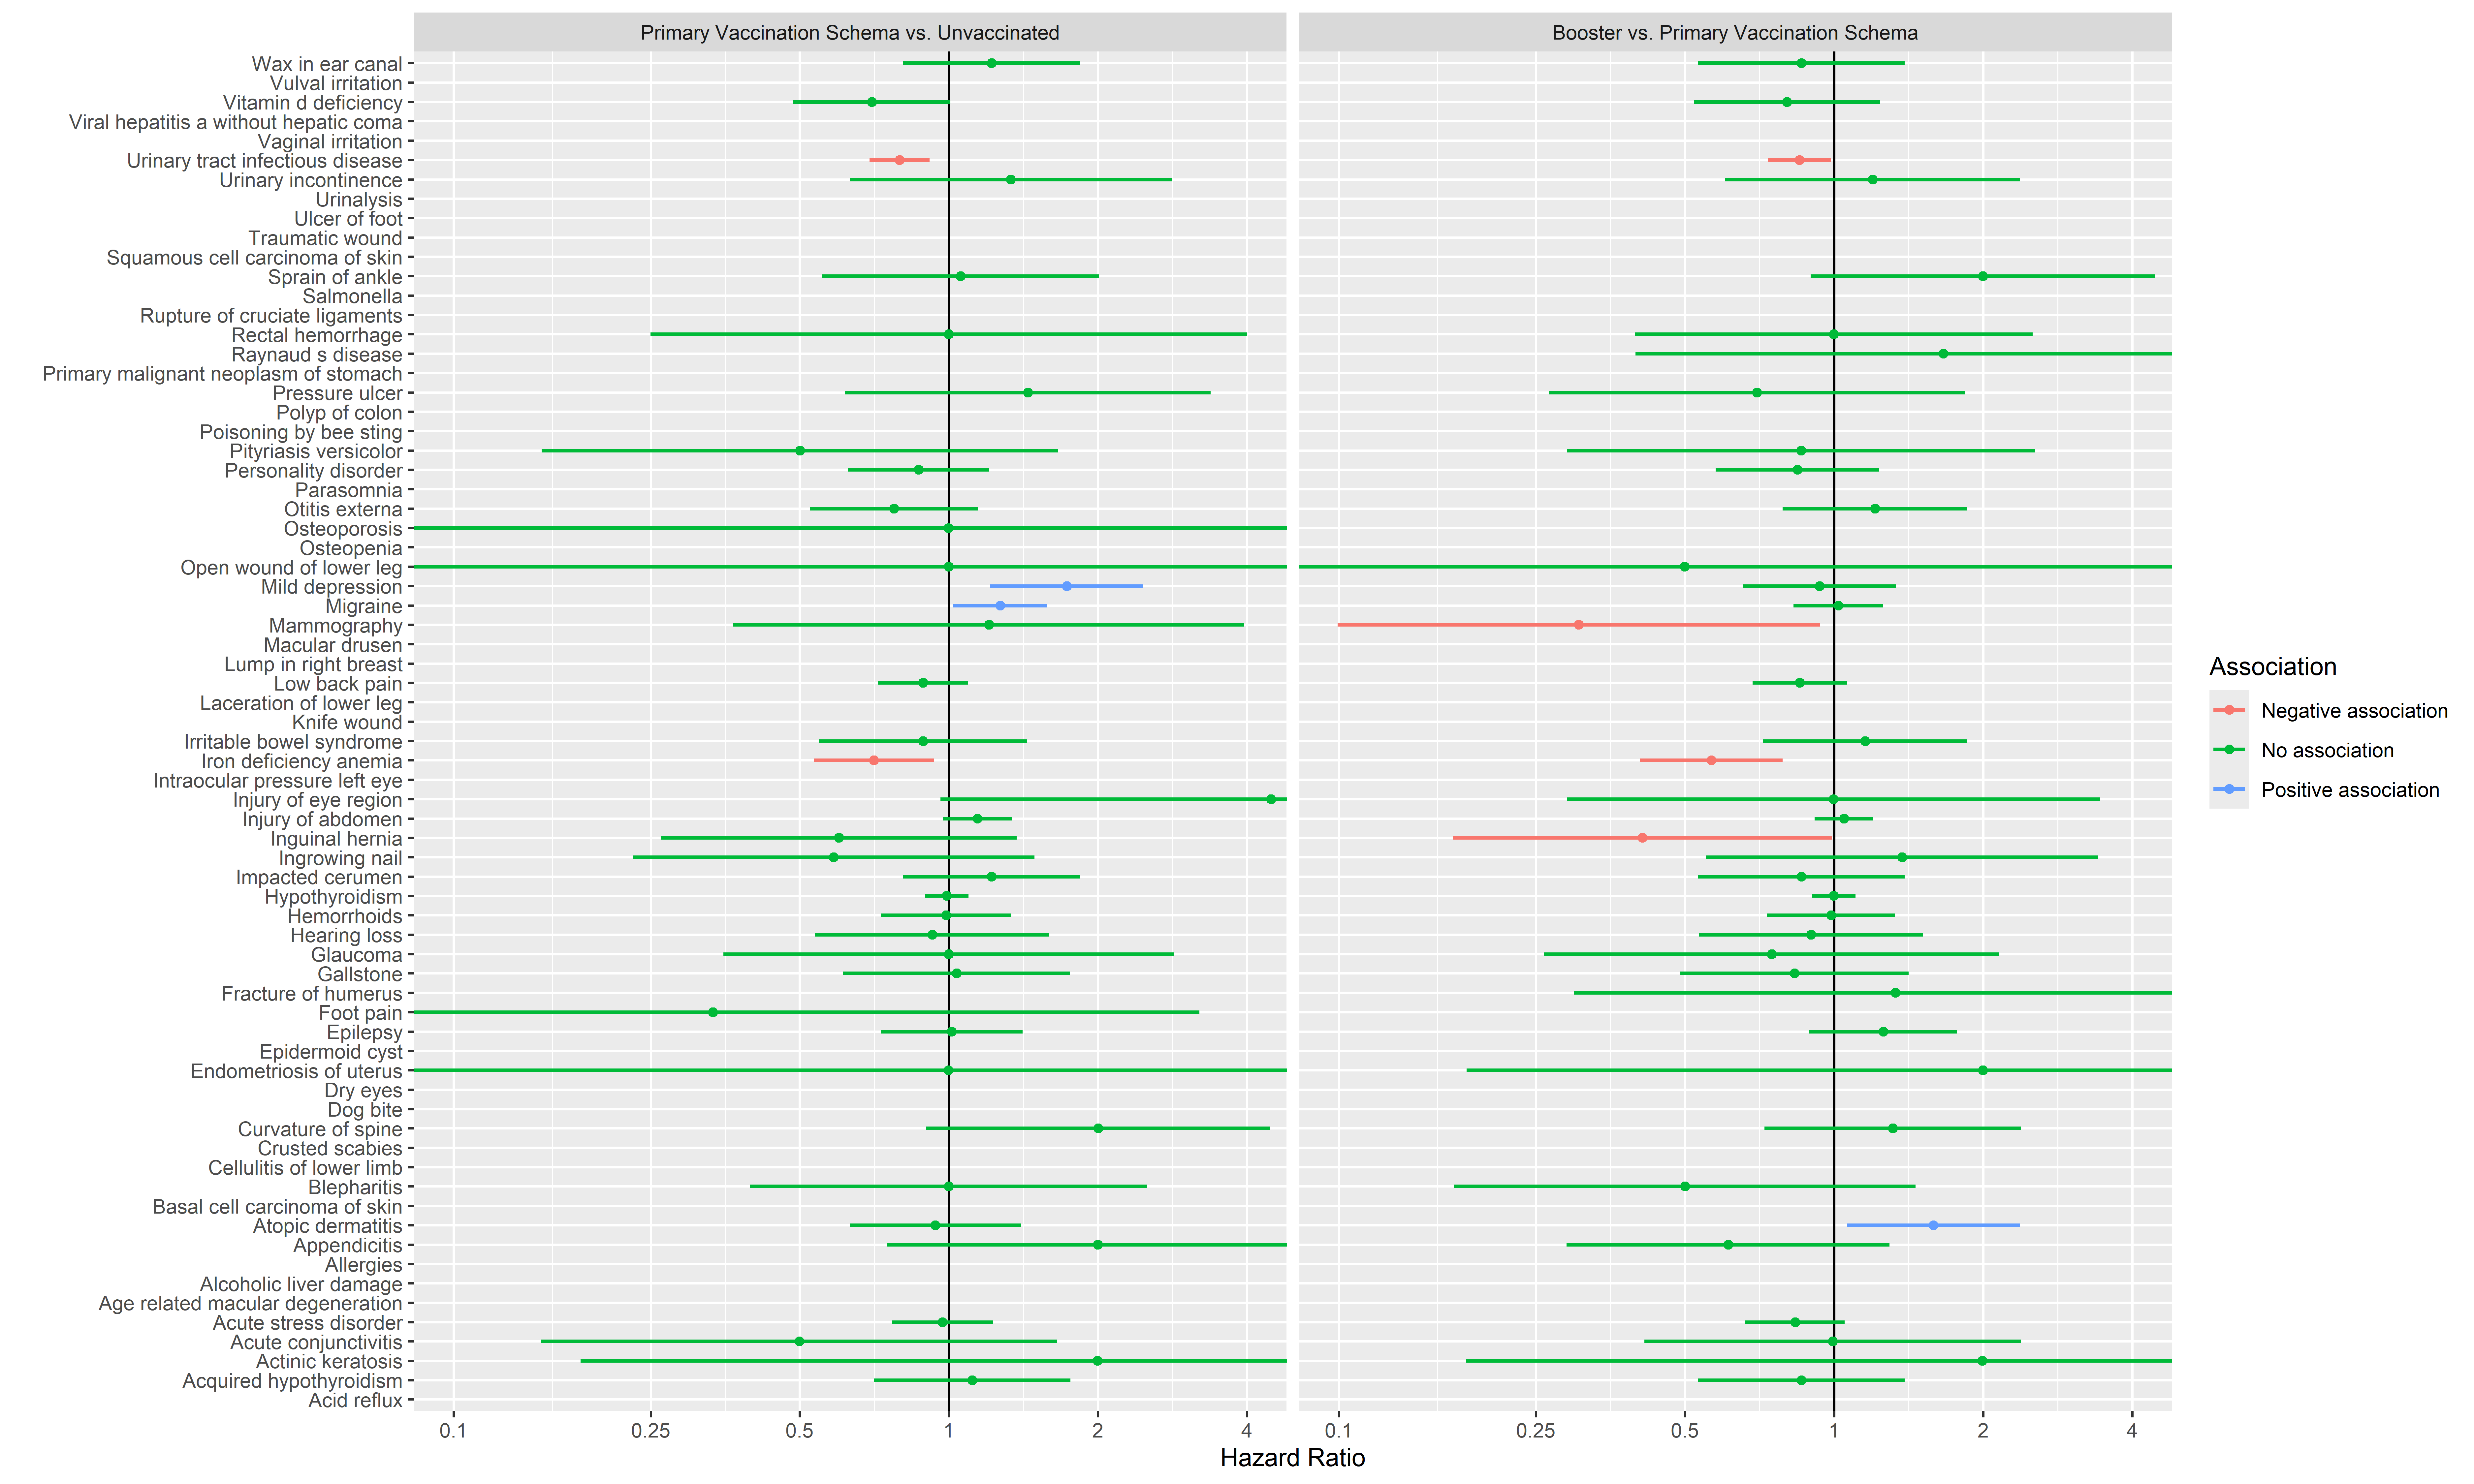 Primary Vaccination Schema vs. Unvaccinated
Booster vs. Primary Vaccination Schema
Wax in ear canal
Vulval irritation
Vitamin d deficiency
Viral hepatitis a without hepatic coma
Vaginal irritation
Urinary tract infectious disease
Urinary incontinence
Urinalysis
Ulcer of foot
Traumatic wound
Squamous cell carcinoma of skin
Sprain of ankle
Salmonella
Rupture of cruciate ligaments
Rectal hemorrhage
Raynaud s disease
Primary malignant neoplasm of stomach
Pressure ulcer
Polyp of colon
Poisoning by bee sting
Pityriasis versicolor
Personality disorder
Parasomnia
Otitis externa
Osteoporosis
Osteopenia
Open wound of lower leg
Mild depression
Migraine
Mammography
Macular drusen
Lump in right breast
Low back pain
Laceration of lower leg
Knife wound
Irritable bowel syndrome
Iron deficiency anemia
Intraocular pressure left eye
Injury of eye region
Injury of abdomen
Inguinal hernia
Ingrowing nail
Impacted cerumen
Hypothyroidism
Hemorrhoids
Hearing loss
Glaucoma
Gallstone
Fracture of humerus
Foot pain
Epilepsy
Epidermoid cyst
Endometriosis of uterus
Dry eyes
Dog bite
Curvature of spine
Crusted scabies
Cellulitis of lower limb
Blepharitis
Basal cell carcinoma of skin
Atopic dermatitis
Appendicitis
Allergies
Alcoholic liver damage
Age related macular degeneration
Acute stress disorder
Acute conjunctivitis
Actinic keratosis
Acquired hypothyroidism
Acid reflux
0.1 0.25 0.5 1 2 4
0.1 0.25 0.5 1 2 4
Hazard Ratio
Association
Negative association
No association
Positive association